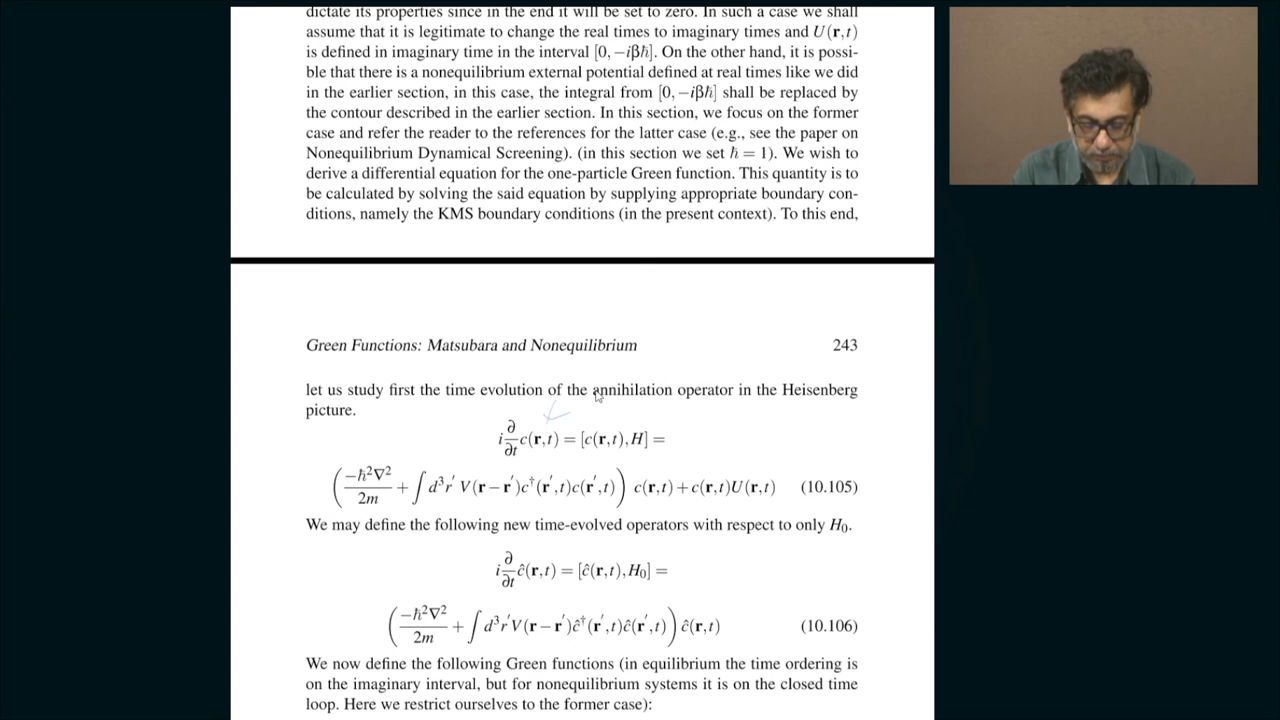 dictate its properties since in the end it will be set to zero. In such a case we shall
assume that it is legitimate to change the real times to imaginary times and U(r,t)
is defined in imaginary time in the interval [0, −iβℏ]. On the other hand, it is possi-
ble that there is a nonequilibrium external potential defined at real times like we did
in the earlier section, in this case, the integral from [0, −iβℏ] shall be replaced by
the contour described in the earlier section. In this section, we focus on the former
case and refer the reader to the references for the latter case (e.g., see the paper on
Nonequilibrium Dynamical Screening). (in this section we set ℏ = 1). We wish to
derive a differential equation for the one-particle Green function. This quantity is to
be calculated by solving the said equation by supplying appropriate boundary con-
ditions, namely the KMS boundary conditions (in the present context). To this end,
Green Functions: Matsubara and Nonequilibrium 243
let us study first the time evolution of the annihilation operator in the Heisenberg
picture.
i ∂/∂t c(r,t) = [c(r,t), H] =
(−ℏ²∇²/2m + ∫ d³r′ V(r−r′)c†(r′,t)c(r′,t)) c(r,t) + c(r,t)U(r,t) (10.105)
We may define the following new time-evolved operators with respect to only H₀.
i ∂/∂t ĉ(r,t) = [ĉ(r,t), H₀] =
(−ℏ²∇²/2m + ∫ d³r′V(r−r′)ĉ†(r′,t)ĉ(r′,t)) ĉ(r,t) (10.106)
We now define the following Green functions (in equilibrium the time ordering is
on the imaginary interval, but for nonequilibrium systems it is on the closed time
loop. Here we restrict ourselves to the former case):